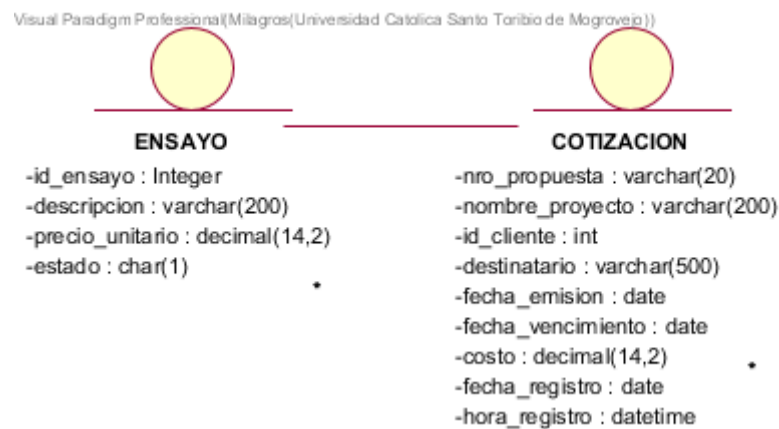 Visual Paradigm Professional(Milagros(Universidad Catolica Santo Toribio de Mogrovejo))
ENSAYO
-id_ensayo : Integer
-descripcion : varchar(200)
-precio_unitario : decimal(14,2)
-estado : char(1)
COTIZACION
-nro_propuesta : varchar(20)
-nombre_proyecto : varchar(200)
-id_cliente : int
-destinatario : varchar(500)
-fecha_emision : date
-fecha_vencimiento : date
-costo : decimal(14,2)
-fecha_registro : date
-hora_registro : datetime